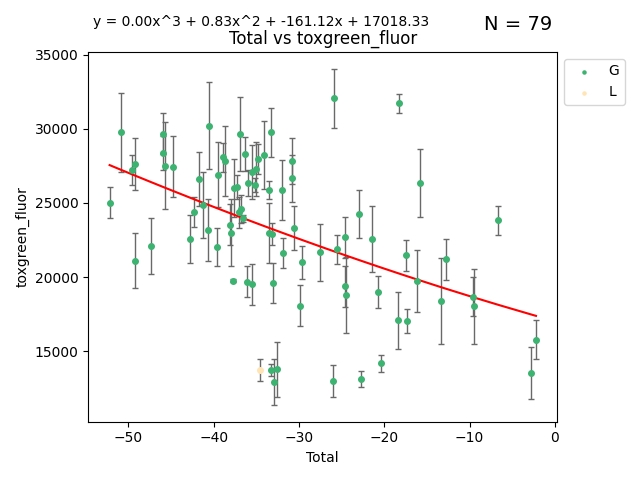 y = 0.00x^3 + 0.83x^2 + -161.12x + 17018.33
N = 79
Total vs toxgreen_fluor
35000
30000
25000
20000
15000
toxgreen_fluor
−50
−40
−30
−20
−10
0
Total
G
L